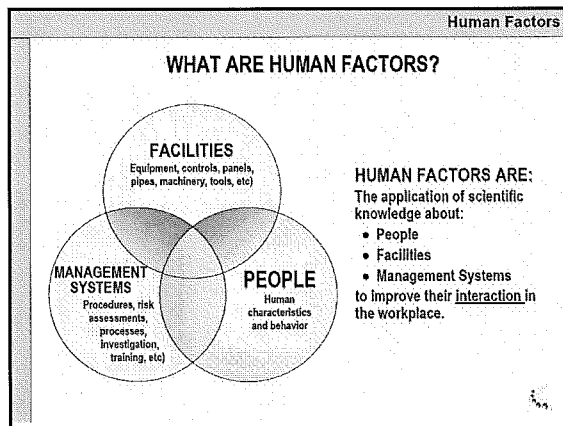 Human Factors
WHAT ARE HUMAN FACTORS?
FACILITIES
Equipment, controls, panels,
pipes, machinery, tools, etc)
MANAGEMENT
SYSTEMS
Procedures, risk
assessments,
processes,
investigation,
training, etc)
PEOPLE
Human
characteristics
and behavior
HUMAN FACTORS ARE:
The application of scientific
knowledge about:
• People
• Facilities
• Management Systems
to improve their interaction in
the workplace.